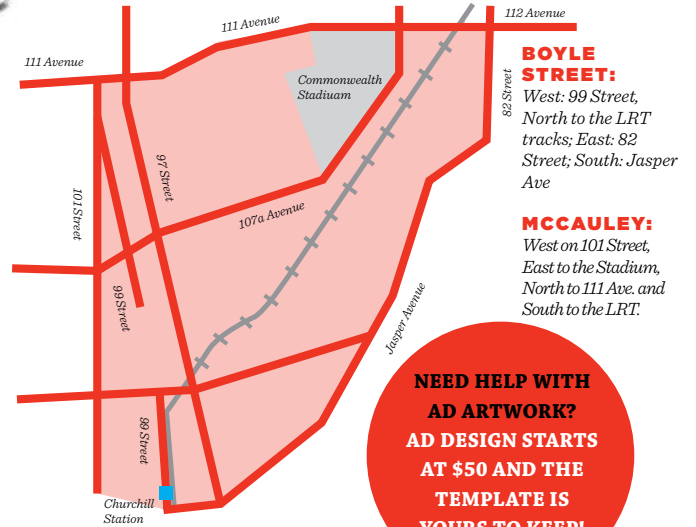 112 Avenue
111 Avenue
111 Avenue
Commonwealth
Stadiuam
82 Street
97 Street
101 Street
107a Avenue
99 Street
Jasper Avenue
99 Street
Churchill
Station
BOYLE
STREET:
West: 99 Street,
North to the LRT
tracks; East: 82
Street; South: Jasper
Ave
MCCAULEY:
West on 101 Street,
East to the Stadium,
North to 111 Ave. and
South to the LRT.
NEED HELP WITH
AD ARTWORK?
AD DESIGN STARTS
AT $50 AND THE
TEMPLATE IS
YOURS TO KEEP!